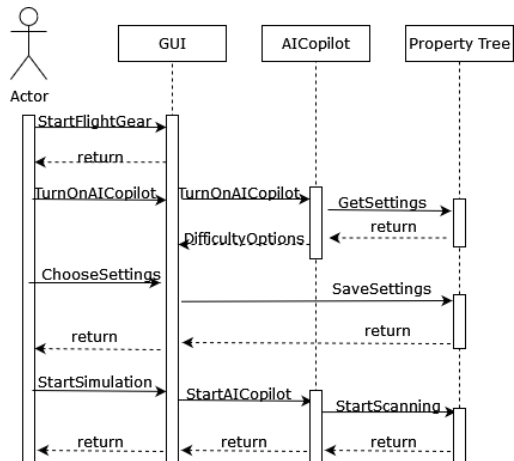 GUI
AICopilot
Property Tree
Actor
StartFlightGear
return
TurnOnAICopilot
TurnOnAICopilot
GetSettings
return
DifficultyOptions
ChooseSettings
SaveSettings
return
return
StartSimulation
StartAICopilot
StartScanning
return
return
return